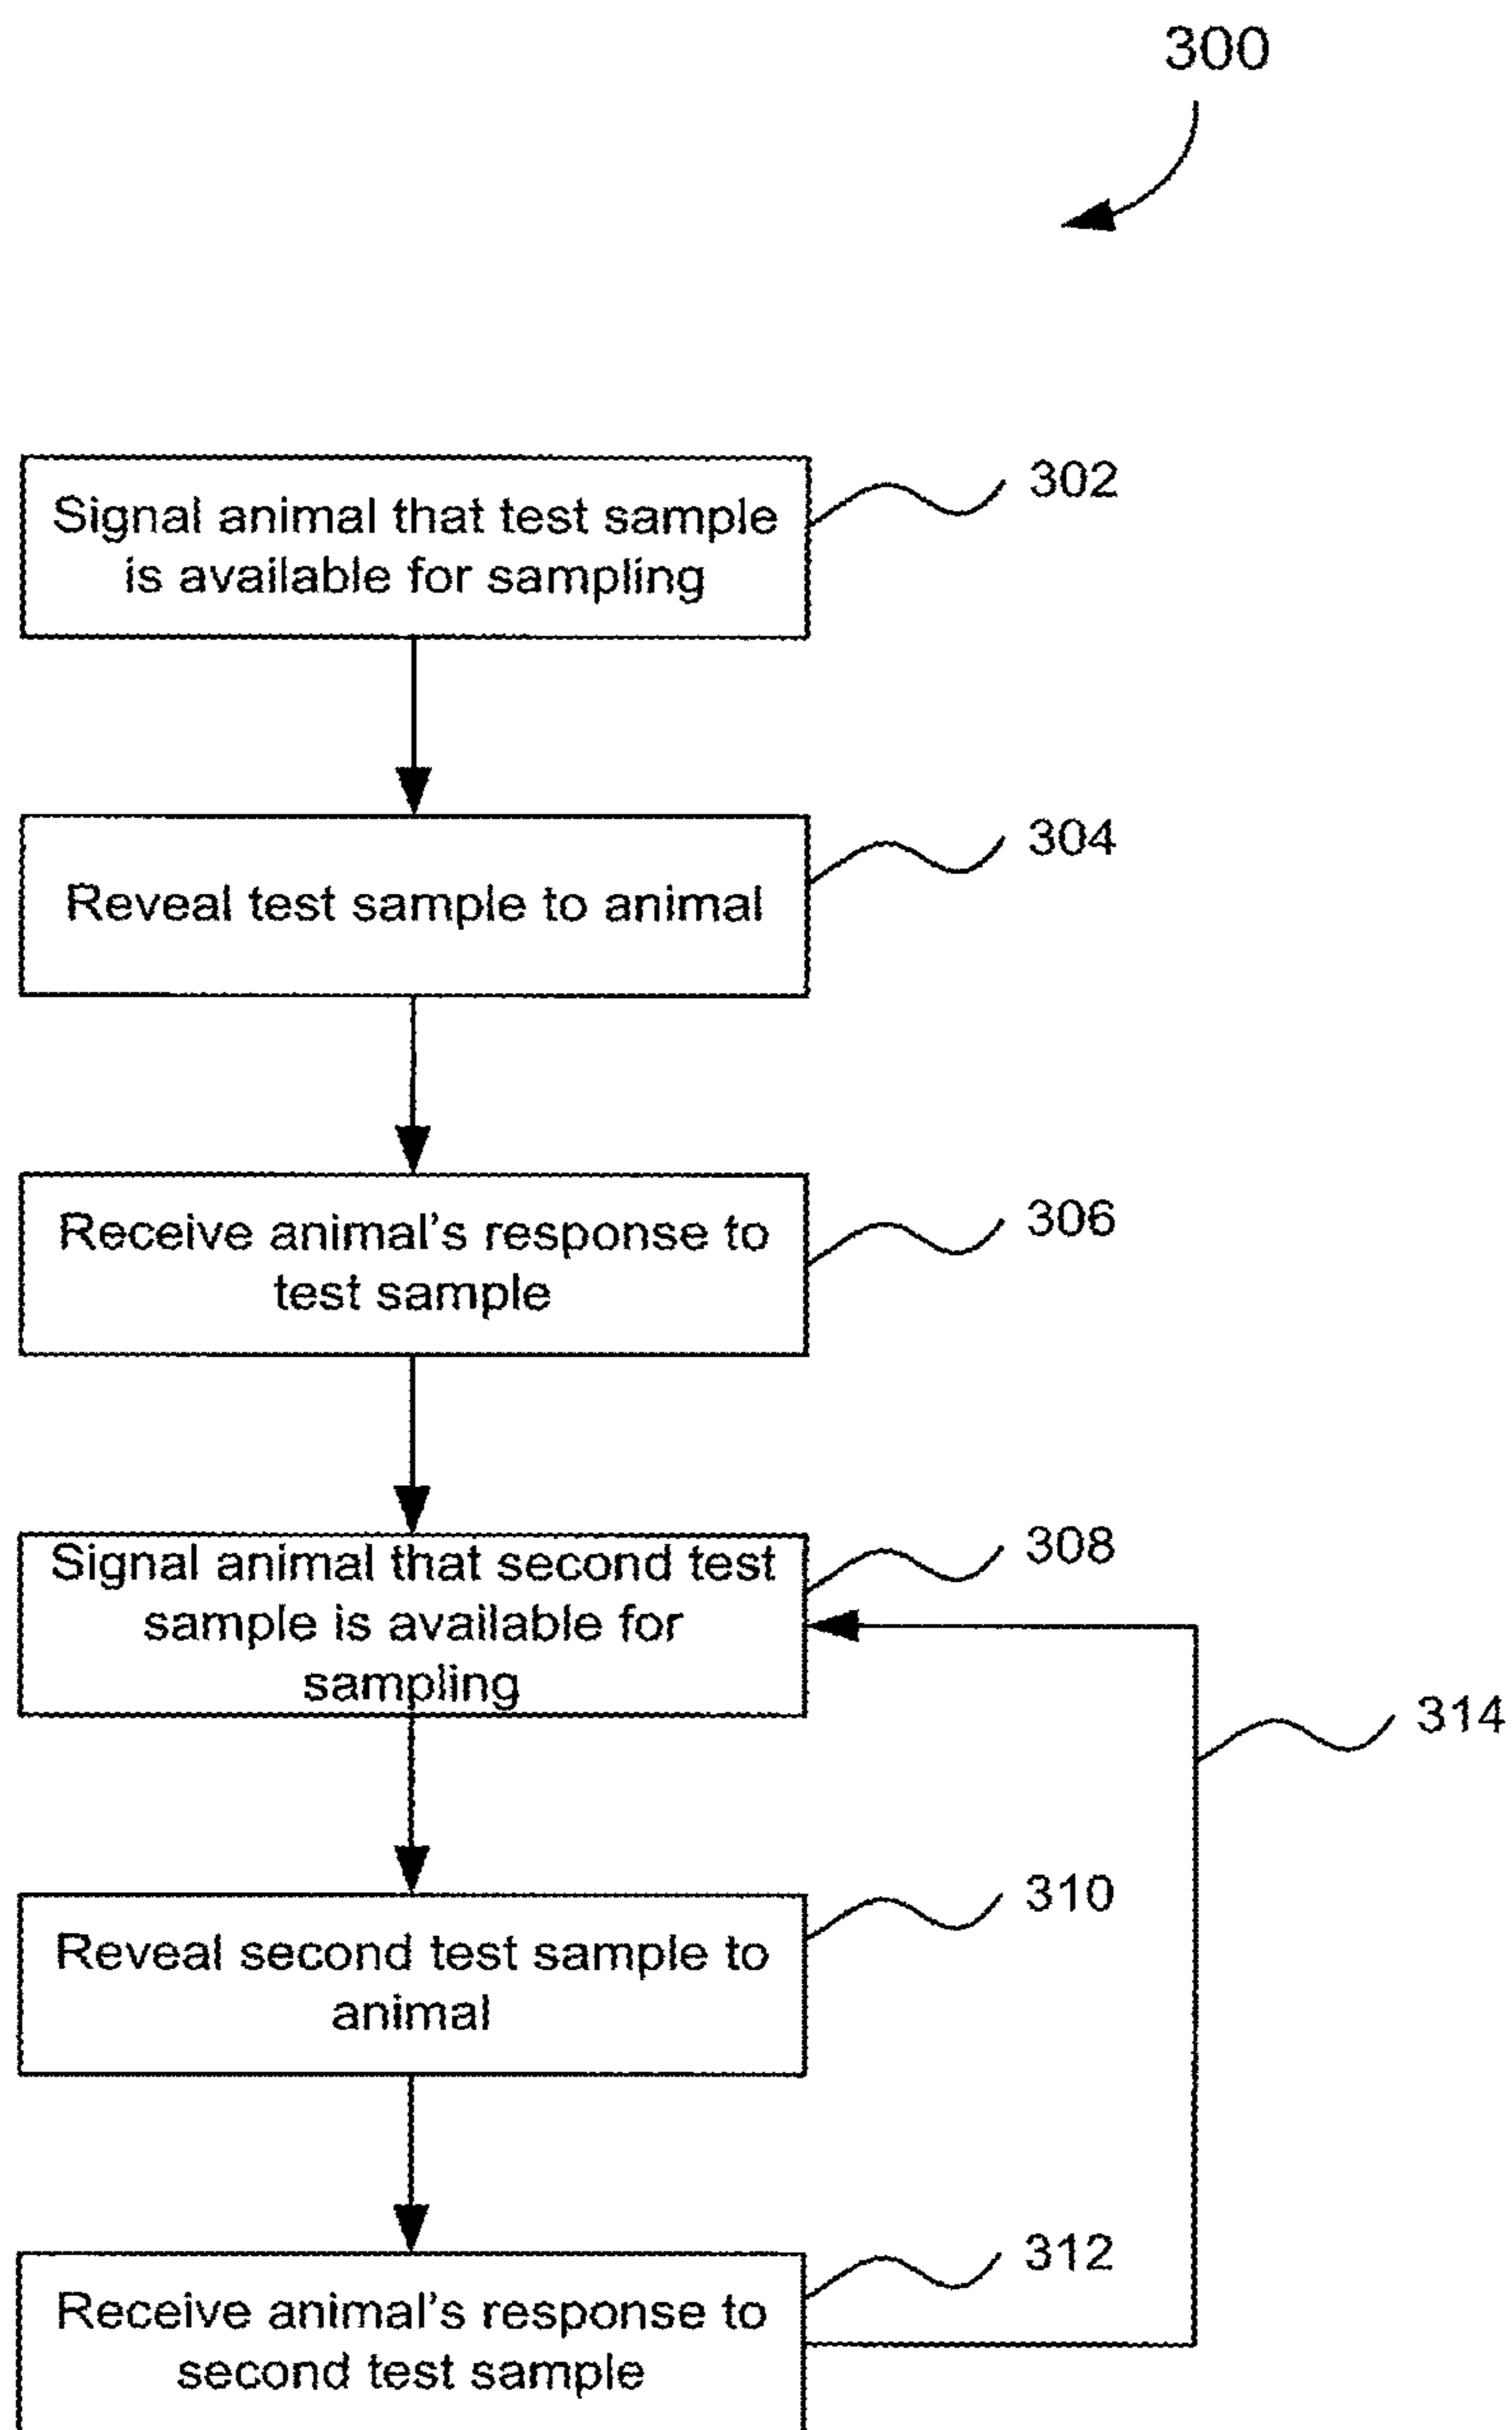 300
Signal animal that test sample
is available for sampling
302
Reveal test sample to animal
304
Receive animal's response to
test sample
306
Signal animal that second test
sample is available for
sampling
308
314
Reveal second test sample to
animal
310
Receive animal's response to
second test sample
312